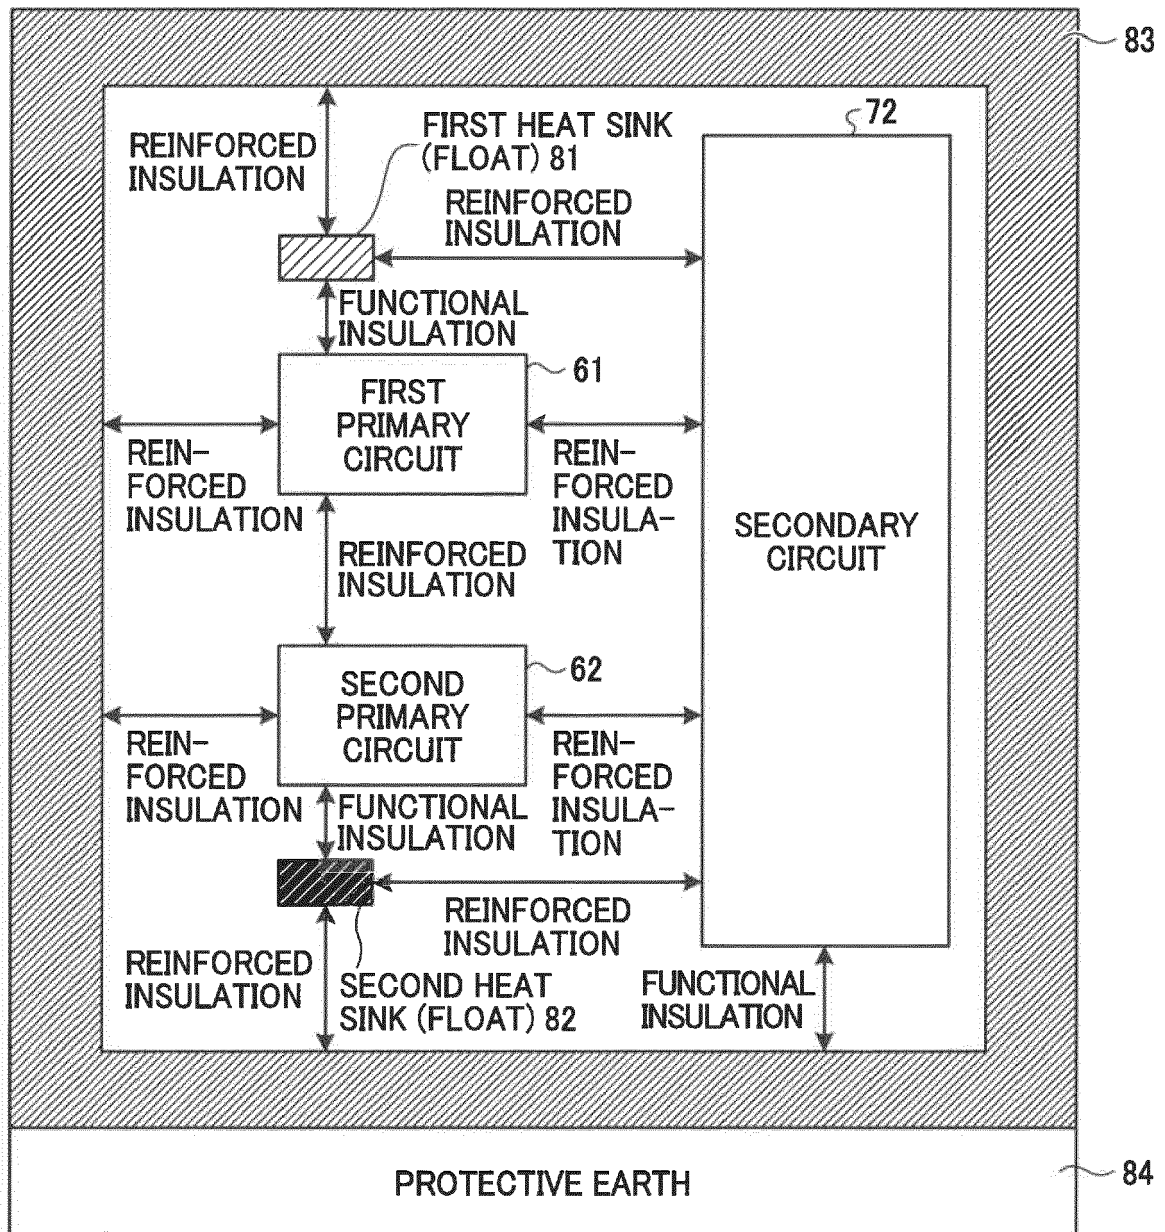 83
72
REINFORCED
INSULATION
FIRST HEAT SINK
(FLOAT) 81
REINFORCED
INSULATION
FUNCTIONAL
INSULATION
61
FIRST
PRIMARY
CIRCUIT
REIN-
FORCED
INSULATION
REIN-
FORCED
INSULA-
TION
SECONDARY
CIRCUIT
REINFORCED
INSULATION
62
SECOND
PRIMARY
CIRCUIT
REIN-
FORCED
INSULATION
REIN-
FORCED
INSULA-
TION
FUNCTIONAL
INSULATION
REINFORCED
INSULATION
REINFORCED
INSULATION
SECOND HEAT
SINK (FLOAT) 82
FUNCTIONAL
INSULATION
PROTECTIVE EARTH
84